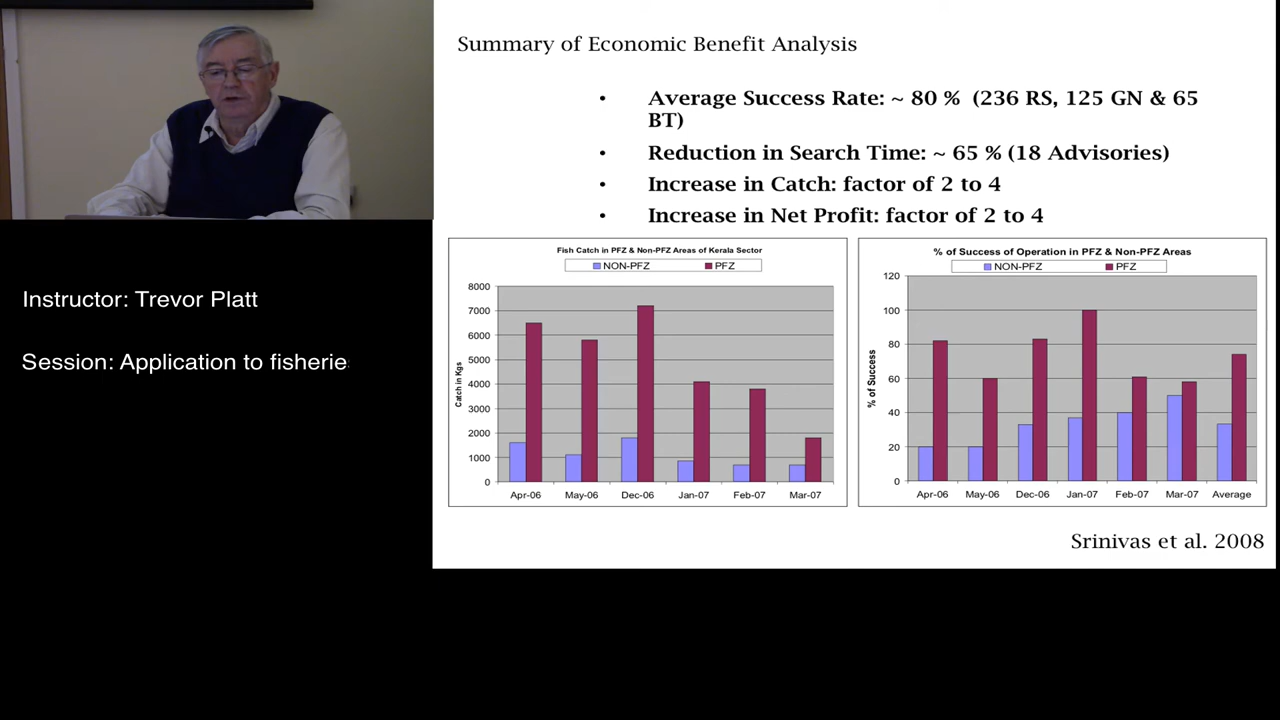 Summary of Economic Benefit Analysis
• Average Success Rate: ~ 80 % (236 RS, 125 GN & 65
BT)
• Reduction in Search Time: ~ 65 % (18 Advisories)
• Increase in Catch: factor of 2 to 4
• Increase in Net Profit: factor of 2 to 4
Instructor: Trevor Platt
Session: Application to fisherie
Fish Catch in PFZ & Non-PFZ Areas of Kerala Sector
NON-PFZ PFZ
Catch in Kgs
8000
7000
6000
5000
4000
3000
2000
1000
0
Apr-06 May-06 Dec-06 Jan-07 Feb-07 Mar-07
% of Success of Operation in PFZ & Non-PFZ Areas
NON-PFZ PFZ
% of Success
120
100
80
60
40
20
0
Apr-06 May-06 Dec-06 Jan-07 Feb-07 Mar-07 Average
Srinivas et al. 2008